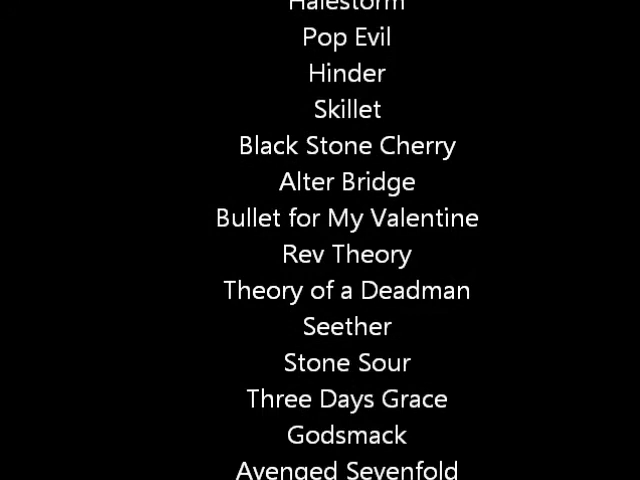 Halestorm
Pop Evil
Hinder
Skillet
Black Stone Cherry
Alter Bridge
Bullet for My Valentine
Rev Theory
Theory of a Deadman
Seether
Stone Sour
Three Days Grace
Godsmack
Avenged Sevenfold